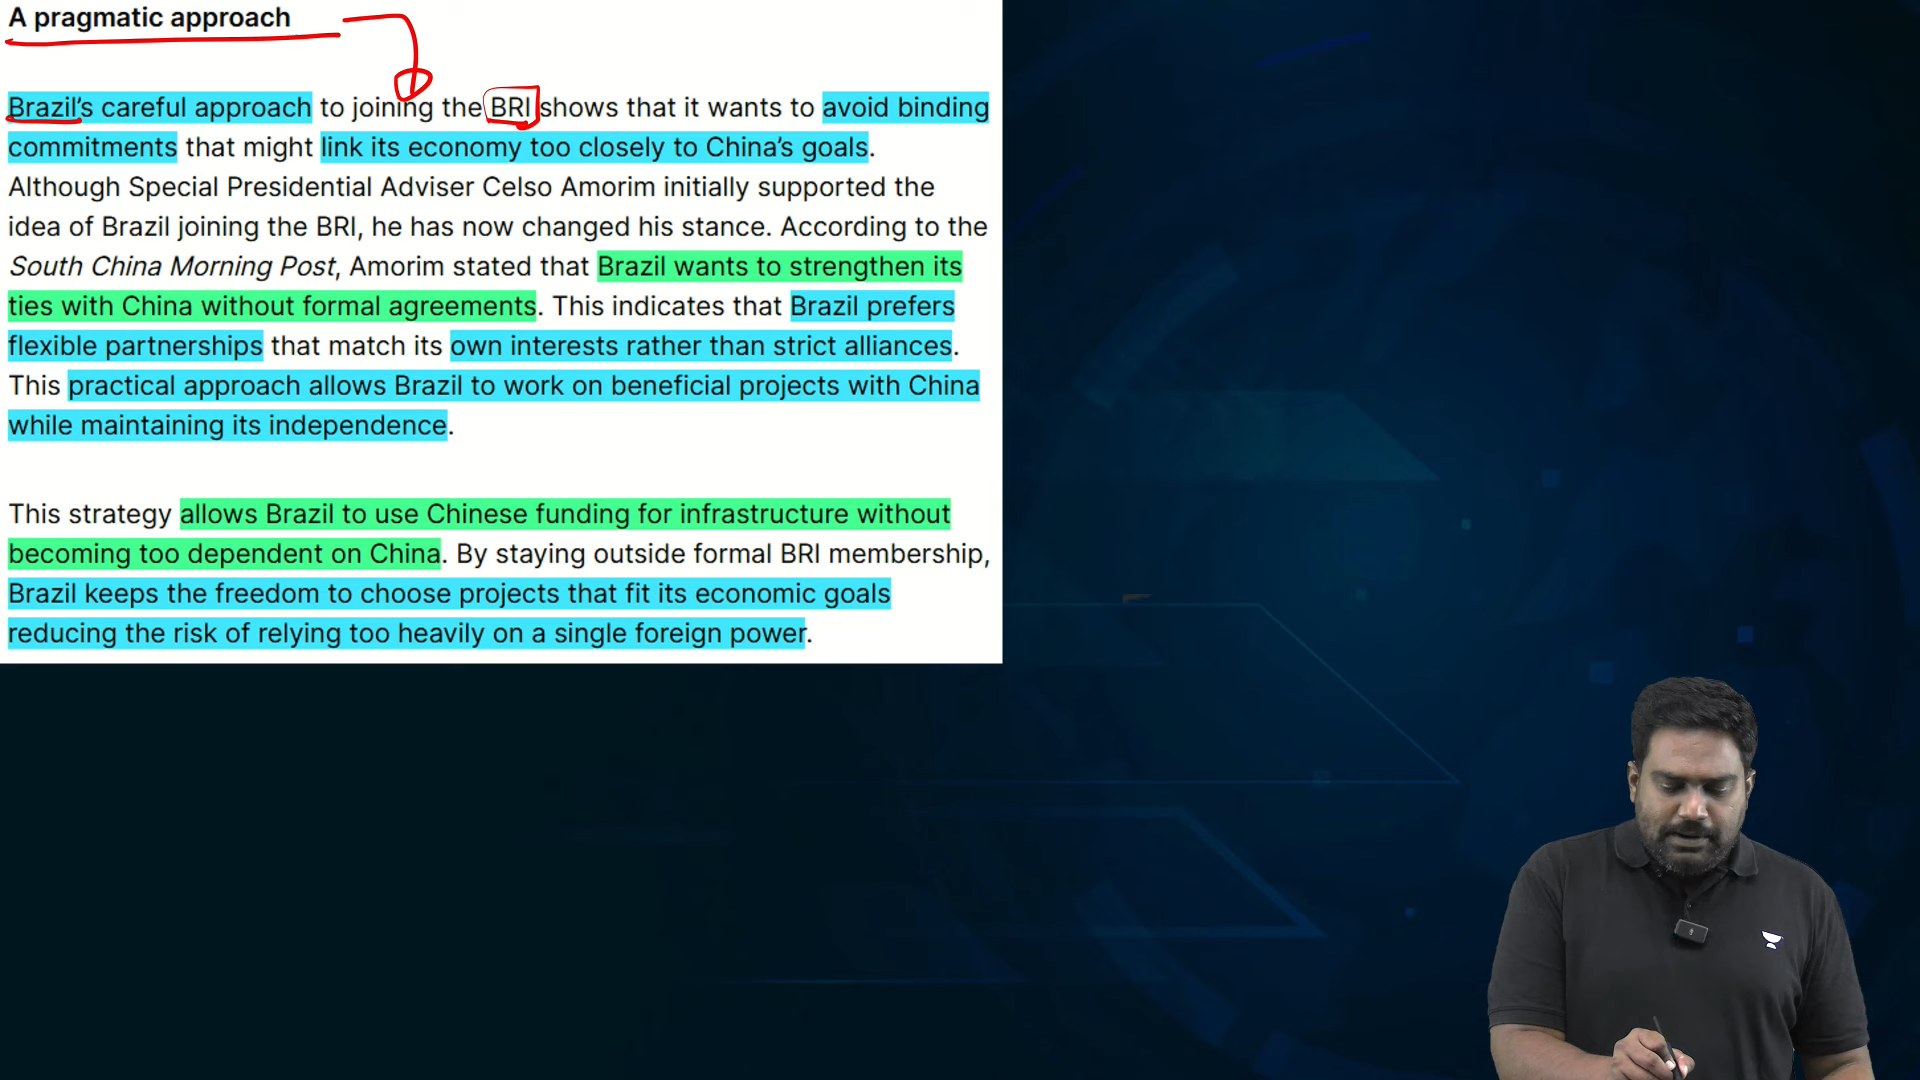 A pragmatic approach
Brazil's careful approach to joining the BRI shows that it wants to avoid binding
commitments that might link its economy too closely to China's goals.
Although Special Presidential Adviser Celso Amorim initially supported the
idea of Brazil joining the BRI, he has now changed his stance. According to the
South China Morning Post, Amorim stated that Brazil wants to strengthen its
ties with China without formal agreements. This indicates that Brazil prefers
flexible partnerships that match its own interests rather than strict alliances.
This practical approach allows Brazil to work on beneficial projects with China
while maintaining its independence.
This strategy allows Brazil to use Chinese funding for infrastructure without
becoming too dependent on China. By staying outside formal BRI membership,
Brazil keeps the freedom to choose projects that fit its economic goals
reducing the risk of relying too heavily on a single foreign power.